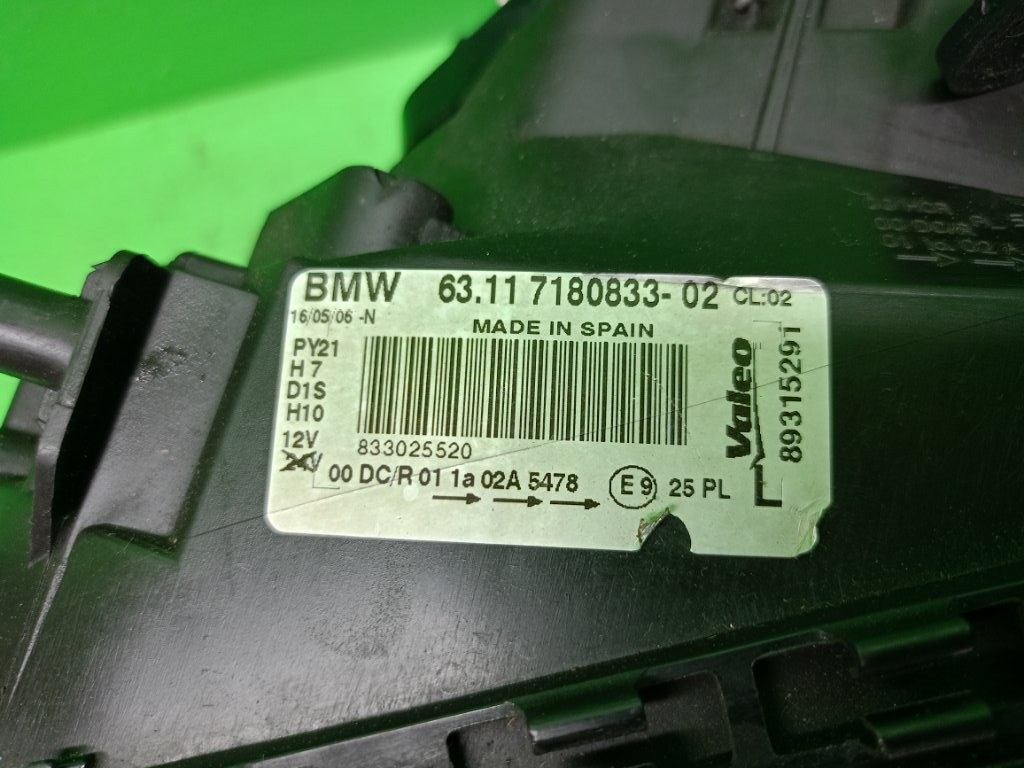 BMW 63.11 7180833- 02 CL:02
16/05/06 -N
MADE IN SPAIN
PY21
H7
D1S
H10
12V
24V
833025520
00 DC/R 01 1a 02A 5478 E9 25 PL
Valeo
L
89315291